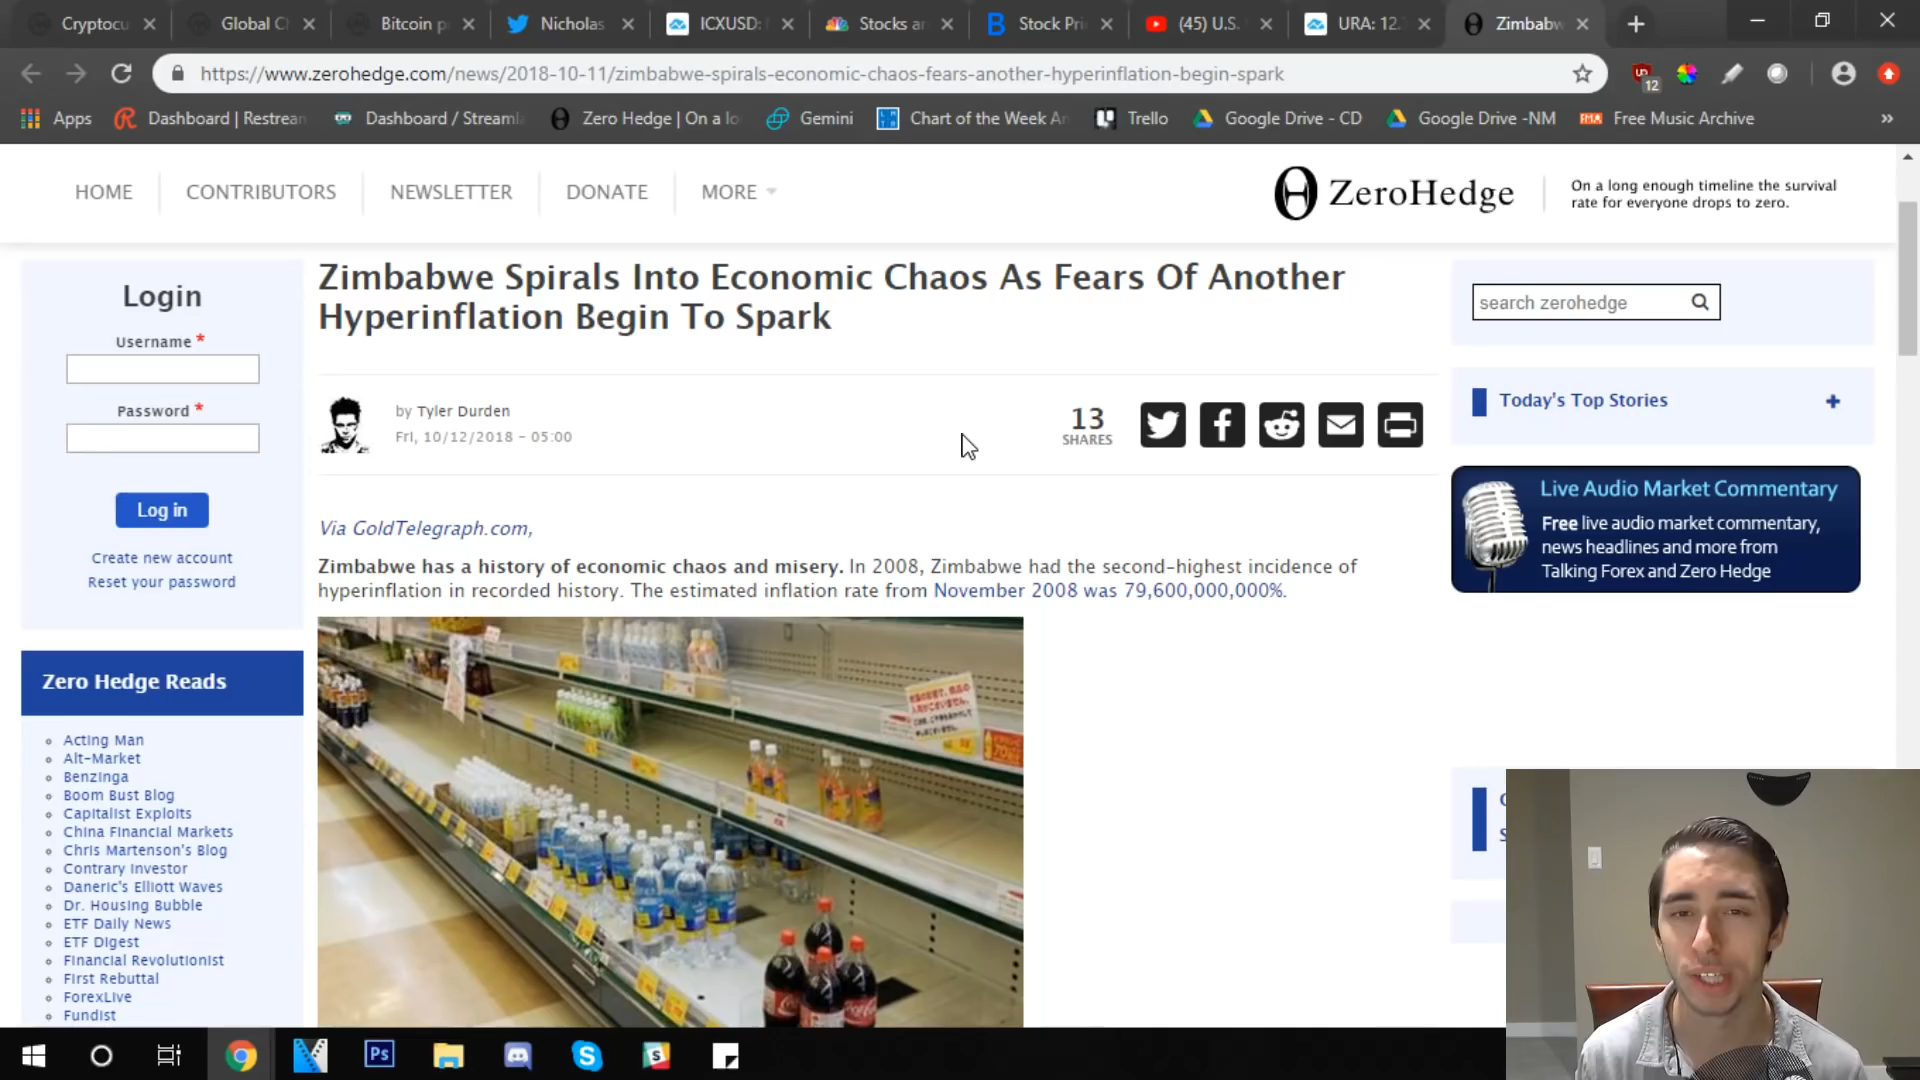 Cryptocu
Global C
Bitcoin p
Nicholas
ICXUSD:
Stocks a
Stock Pri
(45) U.S.
URA: 12.
Zimbabw
https://www.zerohedge.com/news/2018-10-11/zimbabwe-spirals-economic-chaos-fears-another-hyperinflation-begin-spark
12
Apps
Dashboard | Restrean
Dashboard / Streamla
Zero Hedge | On a lo
Gemini
Chart of the Week Ar
Trello
Google Drive - CD
Google Drive -NM
FMA
Free Music Archive
HOME
CONTRIBUTORS
NEWSLETTER
DONATE
MORE
ZeroHedge
On a long enough timeline the survival
rate for everyone drops to zero.
Login
Username *
Password *
Log in
Create new account
Reset your password
Zimbabwe Spirals Into Economic Chaos As Fears Of Another
Hyperinflation Begin To Spark
by Tyler Durden
Fri, 10/12/2018 - 05:00
13
SHARES
Via GoldTelegraph.com,
Zimbabwe has a history of economic chaos and misery. In 2008, Zimbabwe had the second-highest incidence of
hyperinflation in recorded history. The estimated inflation rate from November 2008 was 79,600,000,000%.
search zerohedge
Today's Top Stories
Live Audio Market Commentary
Free live audio market commentary,
news headlines and more from
Talking Forex and Zero Hedge
Zero Hedge Reads
Acting Man
Alt-Market
Benzinga
Boom Bust Blog
Capitalist Exploits
China Financial Markets
Chris Martenson's Blog
Contrary Investor
Daneric's Elliott Waves
Dr. Housing Bubble
ETF Daily News
ETF Digest
Financial Revolutionist
First Rebuttal
ForexLive
Fundist
Ps